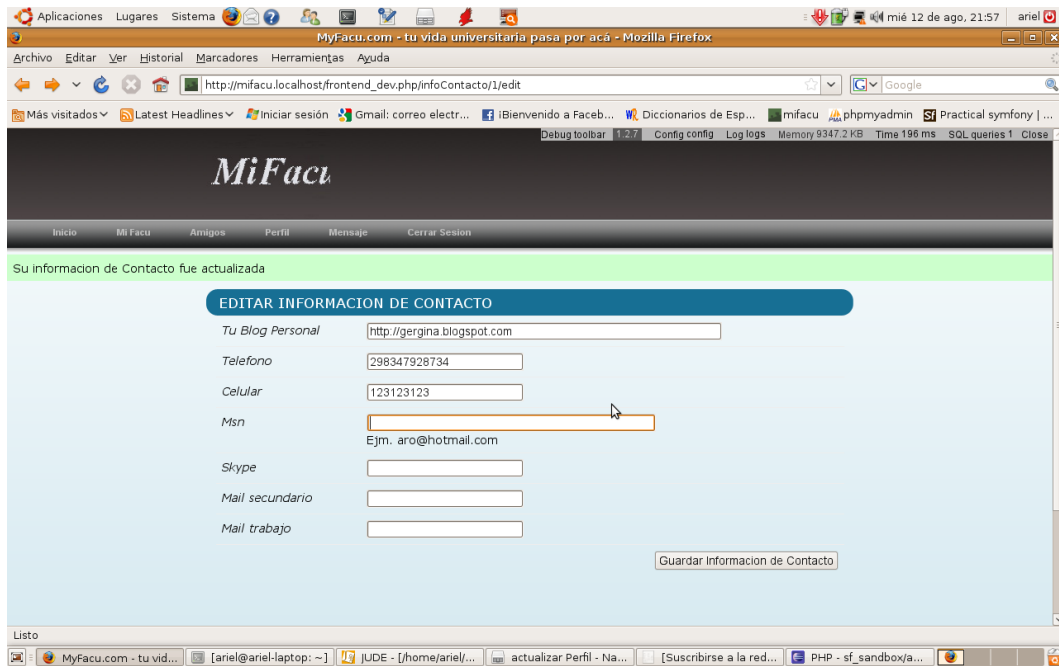 Aplicaciones Lugares Sistema mié 12 de ago, 21:57 ariel
MyFacu.com - tu vida universitaria pasa por acá - Mozilla Firefox
Archivo Editar Ver Historial Marcadores Herramientas Ayuda
http://mifacu.localhost/frontend_dev.php/infoContacto/1/edit Google
Más visitados Latest Headlines Iniciar sesión Gmail: correo electr... ¡Bienvenido a Faceb... Diccionarios de Esp... mifacu phpmyadmin Practical symfony | ...
Debug toolbar 1.2.7 Config config Log logs Memory 9347.2 KB Time 196 ms SQL queries 1 Close
MiFacu
Inicio Mi Facu Amigos Perfil Mensaje Cerrar Sesion
Su informacion de Contacto fue actualizada
EDITAR INFORMACION DE CONTACTO
Tu Blog Personal http://gergina.blogspot.com
Telefono 298347928734
Celular 123123123
Msn
Ejm. aro@hotmail.com
Skype
Mail secundario
Mail trabajo
Guardar Informacion de Contacto
Listo
MyFacu.com - tu vid... [ariel@ariel-laptop: ~] JUDE - [/home/ariel/... actualizar Perfil - Na... [Suscribirse a la red... PHP - sf_sandbox/a...